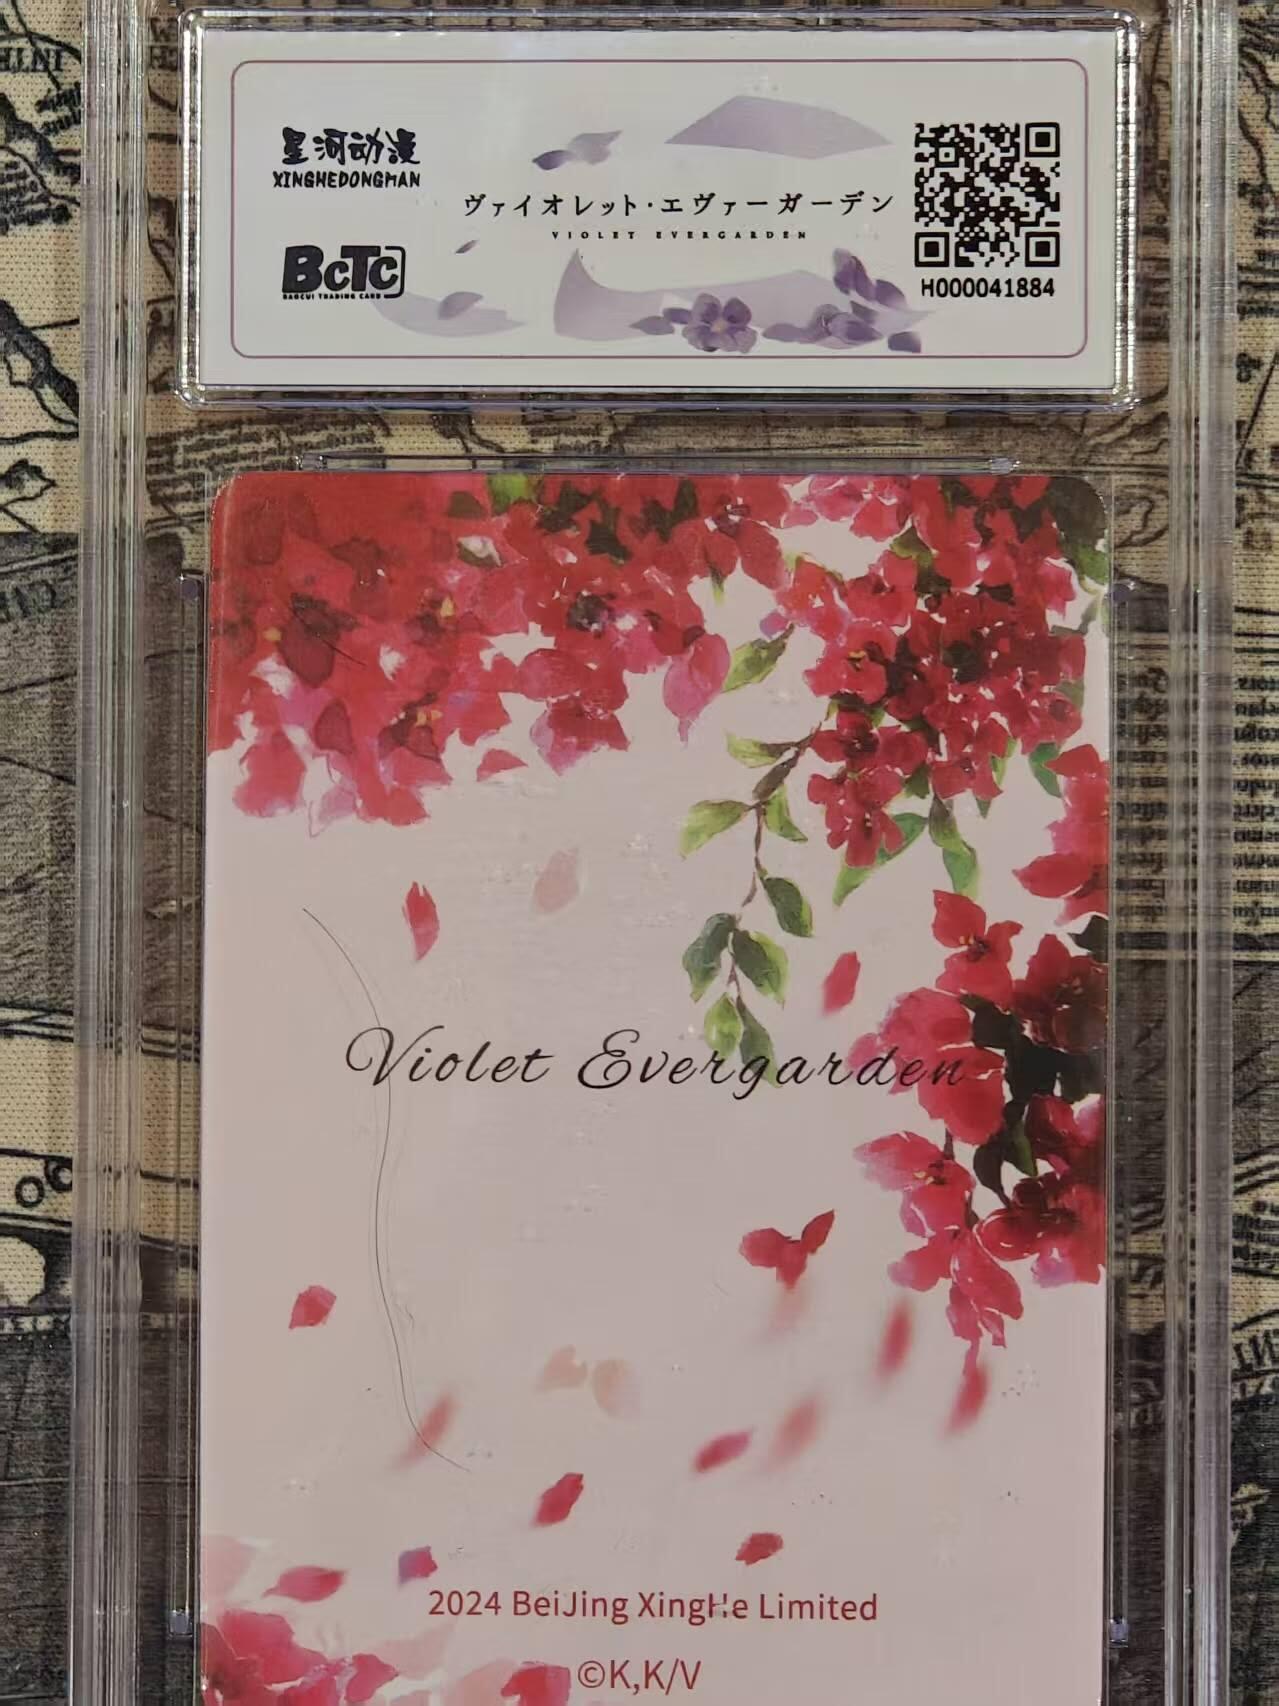 星河动漫
XINGHEDONGMAN
ヴァイオレット・エヴァーガーデン
VIOLET EVERGARDEN
BcTc
BAOCUI TRADING CARD
H000041884
Violet Evergarden
2024 BeiJing XingHe Limited
©K,K/V